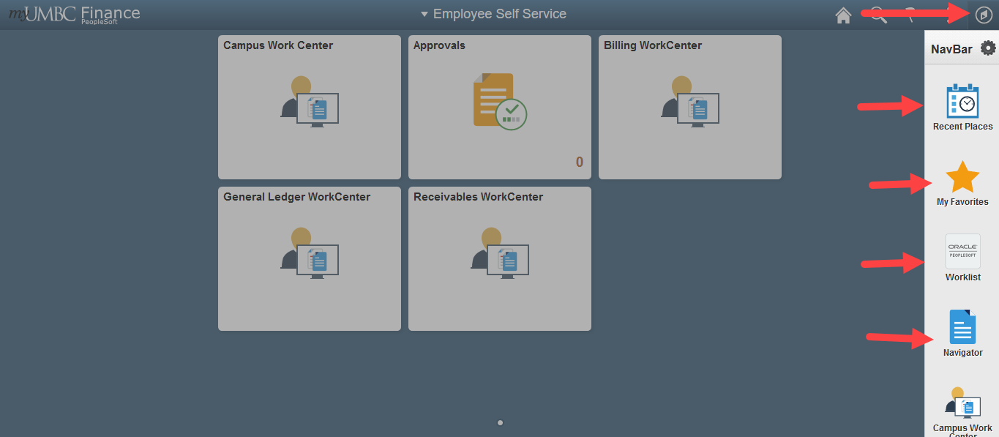 myUMBC Finance
PeopleSoft
Employee Self Service
NavBar
Campus Work Center
Approvals
Billing WorkCenter
0
General Ledger WorkCenter
Receivables WorkCenter
Recent Places
My Favorites
ORACLE
PEOPLESOFT
Worklist
Navigator
Campus Work
Center